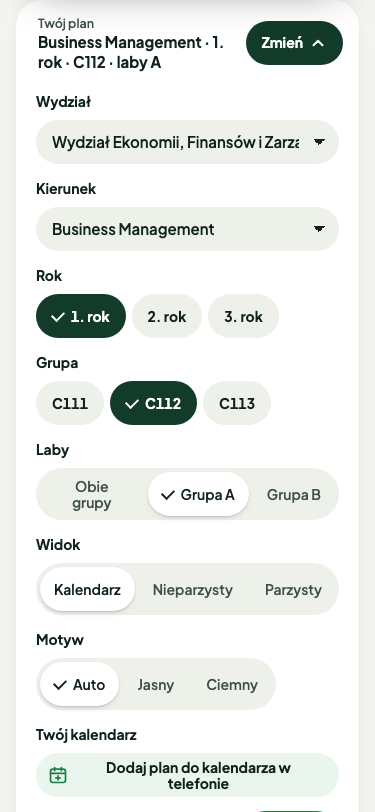 Twój plan
Business Management · 1.
rok · C112 · laby A
Zmień
Wydział
Wydział Ekonomii, Finansów i Zarza
Kierunek
Business Management
Rok
1. rok
2. rok
3. rok
Grupa
C111
C112
C113
Laby
Obie
grupy
Grupa A
Grupa B
Widok
Kalendarz
Nieparzysty
Parzysty
Motyw
Auto
Jasny
Ciemny
Twój kalendarz
Dodaj plan do kalendarza w
telefonie